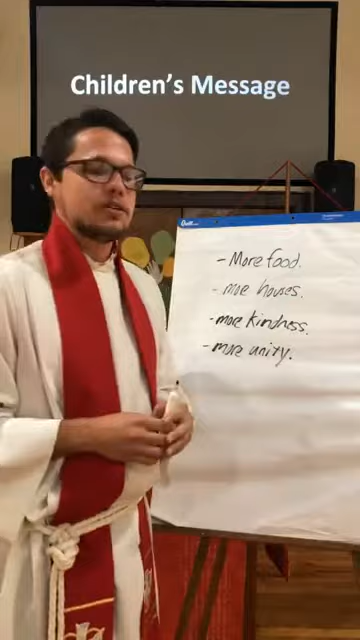 Children's Message
- More food.
- more houses.
- more kindness.
- more unity.